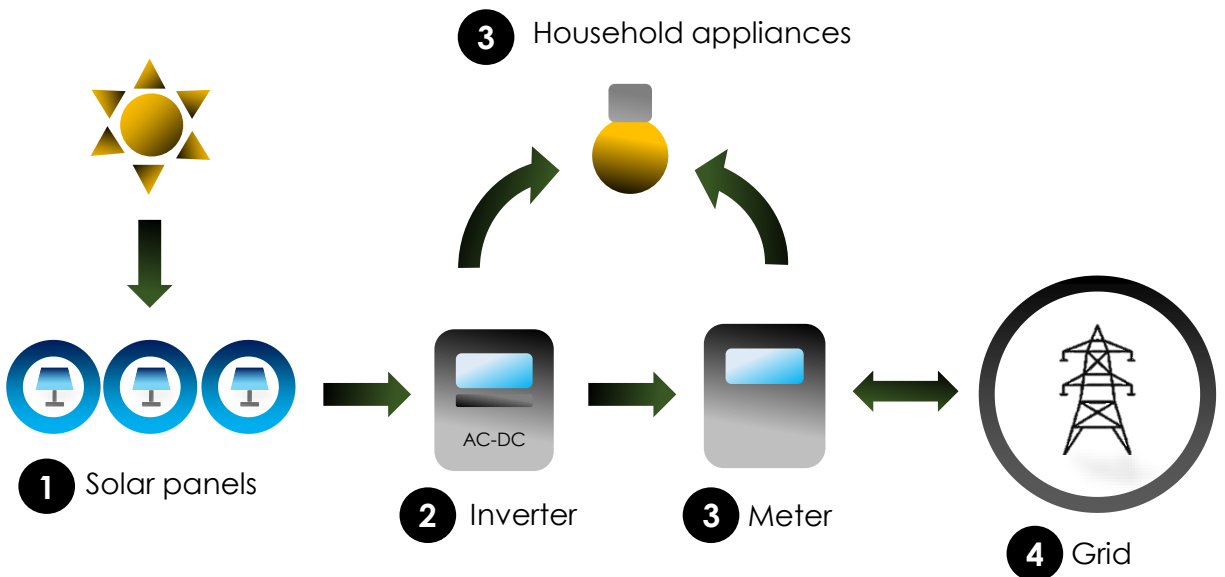 3 Household appliances
AC-DC
1 Solar panels
2 Inverter
3 Meter
4 Grid